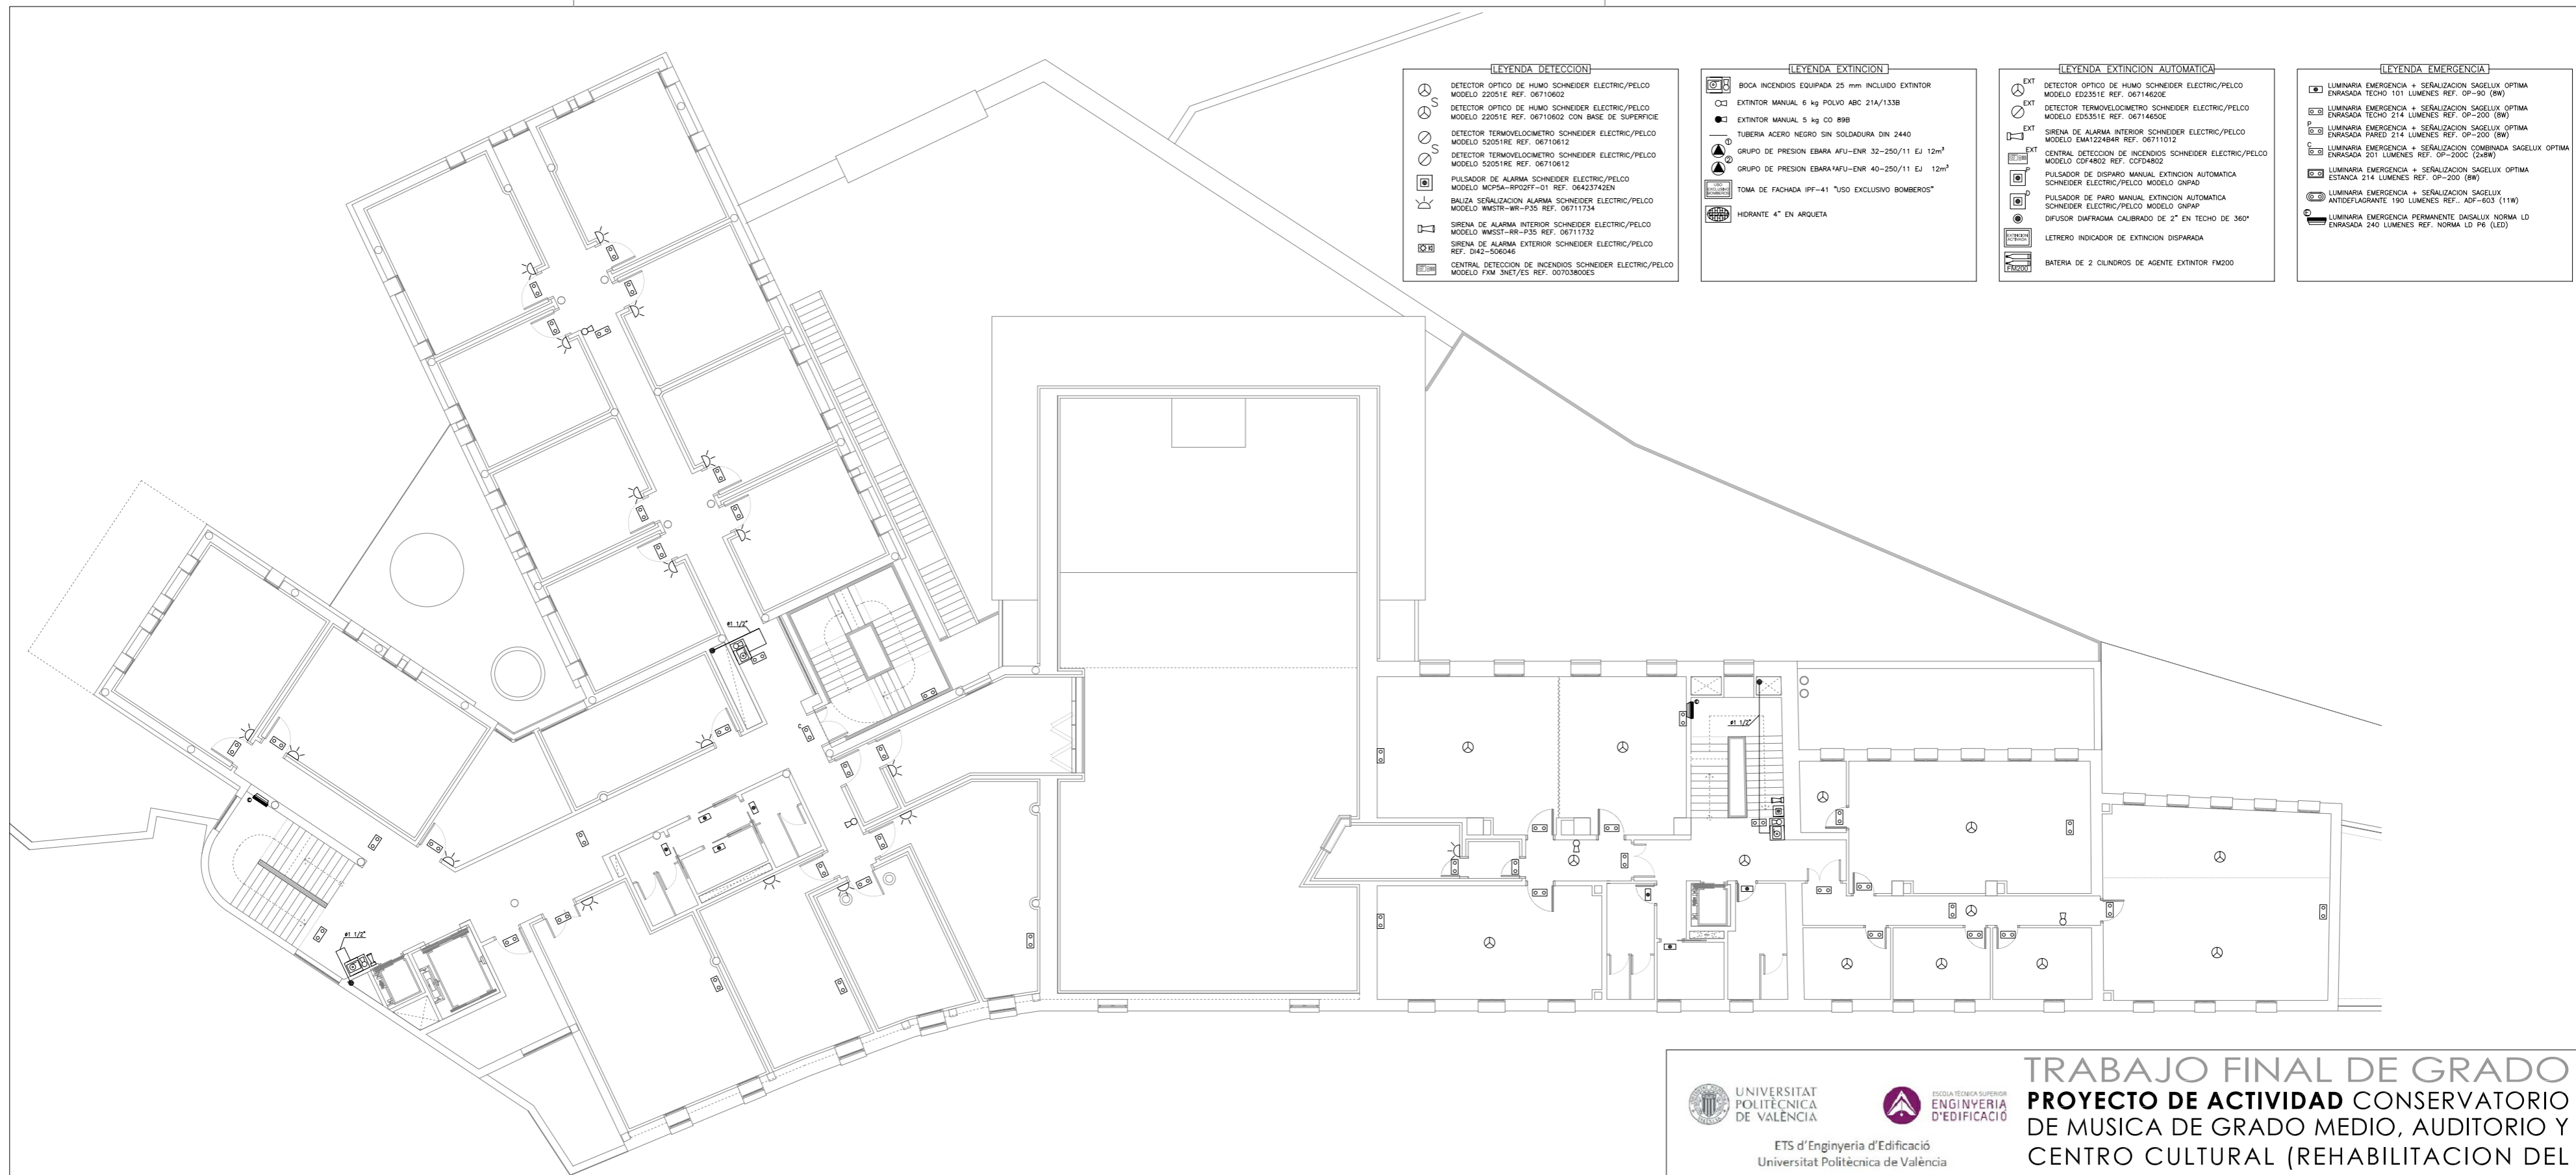 LEYENDA DETECCION
DETECTOR OPTICO DE HUMO SCHNEIDER ELECTRIC/PELCO
MODELO 22051E REF. 06710602
S
DETECTOR OPTICO DE HUMO SCHNEIDER ELECTRIC/PELCO
MODELO 22051E REF. 06710602 CON BASE DE SUPERFICIE
DETECTOR TERMOVELOCIMETRO SCHNEIDER ELECTRIC/PELCO
MODELO 52051RE REF. 06710612
S
DETECTOR TERMOVELOCIMETRO SCHNEIDER ELECTRIC/PELCO
MODELO 52051RE REF. 06710612
PULSADOR DE ALARMA SCHNEIDER ELECTRIC/PELCO
MODELO MCP5A-RP02FF-01 REF. 06423742EN
BALIZA SEÑALIZACION ALARMA SCHNEIDER ELECTRIC/PELCO
MODELO WMSTR-WR-P35 REF. 06711734
SIRENA DE ALARMA INTERIOR SCHNEIDER ELECTRIC/PELCO
MODELO WMSST-RR-P35 REF. 06711732
SIRENA DE ALARMA EXTERIOR SCHNEIDER ELECTRIC/PELCO
REF. DI42-506046
CENTRAL DETECCION DE INCENDIOS SCHNEIDER ELECTRIC/PELCO
MODELO FXM 3NET/ES REF. 00703800ES
LEYENDA EXTINCION
BOCA INCENDIOS EQUIPADA 25 mm INCLUIDO EXTINTOR
EXTINTOR MANUAL 6 kg POLVO ABC 21A/133B
EXTINTOR MANUAL 5 kg CO 89B
TUBERIA ACERO NEGRO SIN SOLDADURA DIN 2440
1
GRUPO DE PRESION EBARA AFU-ENR 32-250/11 EJ 12m³
2
GRUPO DE PRESION EBARA AFU-ENR 40-250/11 EJ 12m³
USO EXCLUSIVO BOMBEROS
TOMA DE FACHADA IPF-41 "USO EXCLUSIVO BOMBEROS"
HIDRANTE 4" EN ARQUETA
LEYENDA EXTINCION AUTOMATICA
EXT
DETECTOR OPTICO DE HUMO SCHNEIDER ELECTRIC/PELCO
MODELO ED2351E REF. 06714620E
EXT
DETECTOR TERMOVELOCIMETRO SCHNEIDER ELECTRIC/PELCO
MODELO ED5351E REF. 06714650E
EXT
SIRENA DE ALARMA INTERIOR SCHNEIDER ELECTRIC/PELCO
MODELO EMA1224B4R REF. 06711012
EXT
CENTRAL DETECCION DE INCENDIOS SCHNEIDER ELECTRIC/PELCO
MODELO CDF4802 REF. CCFD4802
P
PULSADOR DE DISPARO MANUAL EXTINCION AUTOMATICA
SCHNEIDER ELECTRIC/PELCO MODELO GNPAD
D
PULSADOR DE PARO MANUAL EXTINCION AUTOMATICA
SCHNEIDER ELECTRIC/PELCO MODELO GNPAP
DIFUSOR DIAFRAGMA CALIBRADO DE 2" EN TECHO DE 360°
EXTINCION ACTIVADA
LETRERO INDICADOR DE EXTINCION DISPARADA
FM200
BATERIA DE 2 CILINDROS DE AGENTE EXTINTOR FM200
LEYENDA EMERGENCIA
LUMINARIA EMERGENCIA + SEÑALIZACION SAGELUX OPTIMA
ENRASADA TECHO 101 LUMENES REF. OP-90 (8W)
LUMINARIA EMERGENCIA + SEÑALIZACION SAGELUX OPTIMA
ENRASADA TECHO 214 LUMENES REF. OP-200 (8W)
P
LUMINARIA EMERGENCIA + SEÑALIZACION SAGELUX OPTIMA
ENRASADA PARED 214 LUMENES REF. OP-200 (8W)
C
LUMINARIA EMERGENCIA + SEÑALIZACION COMBINADA SAGELUX OPTIMA
ENRASADA 201 LUMENES REF. OP-200C (2x8W)
LUMINARIA EMERGENCIA + SEÑALIZACION SAGELUX OPTIMA
ESTANCA 214 LUMENES REF. OP-200 (8W)
LUMINARIA EMERGENCIA + SEÑALIZACION SAGELUX
ANTIDEFLAGRANTE 190 LUMENES REF.. ADF-603 (11W)
LUMINARIA EMERGENCIA PERMANENTE DAISALUX NORMA LD
ENRASADA 240 LUMENES REF. NORMA LD P6 (LED)
ø1 1/2"
C
ø1 1/2"
ø1 1/2"
UNIVERSITAT
POLITÈCNICA
DE VALÈNCIA
ESCOLA TÈCNICA SUPERIOR
ENGINYERIA
D'EDIFICACIÓ
ETS d'Enginyeria d'Edificació
Universitat Politècnica de València
TRABAJO FINAL DE GRADO
PROYECTO DE ACTIVIDAD CONSERVATORIO
DE MUSICA DE GRADO MEDIO, AUDITORIO Y
CENTRO CULTURAL (REHABILITACION DEL